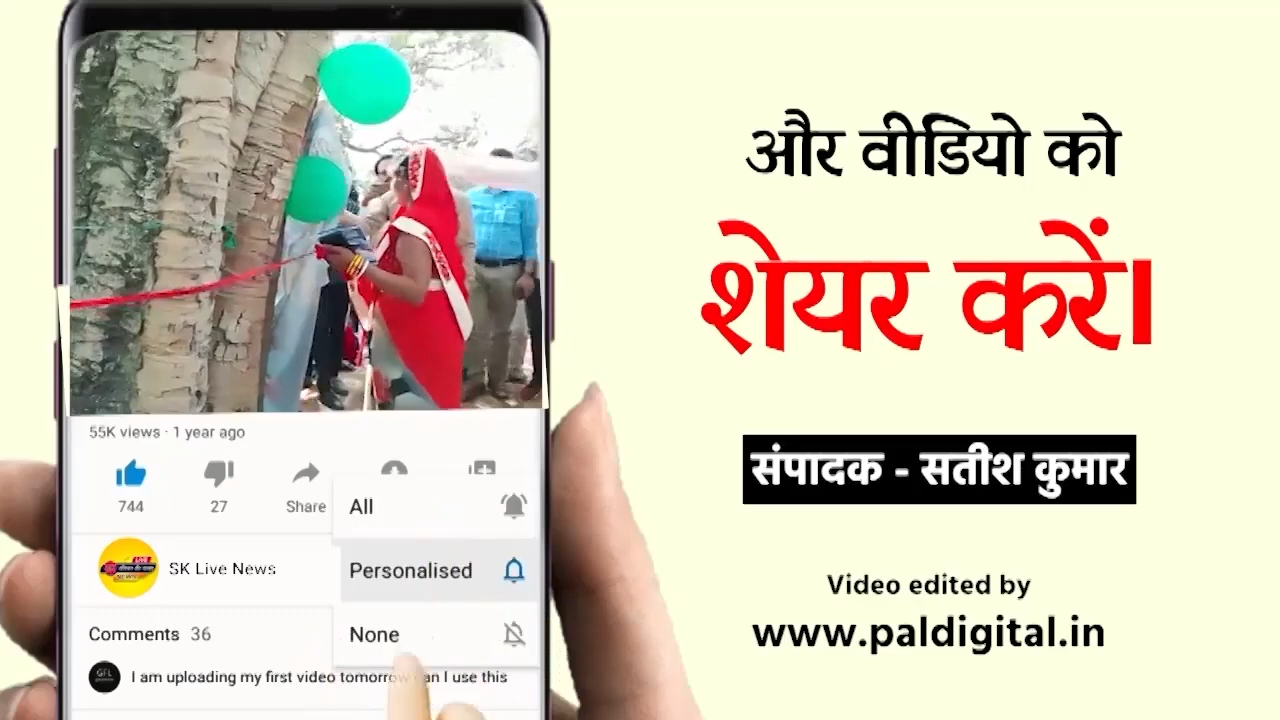 और वीडियो को
शेयर करें।
संपादक - सतीश कुमार
Video edited by
www.paldigital.in
55K views · 1 year ago
744
27
Share
All
Personalised
None
SK Live News
Comments 36
GFL
I am uploading my first video tomorrow can I use this